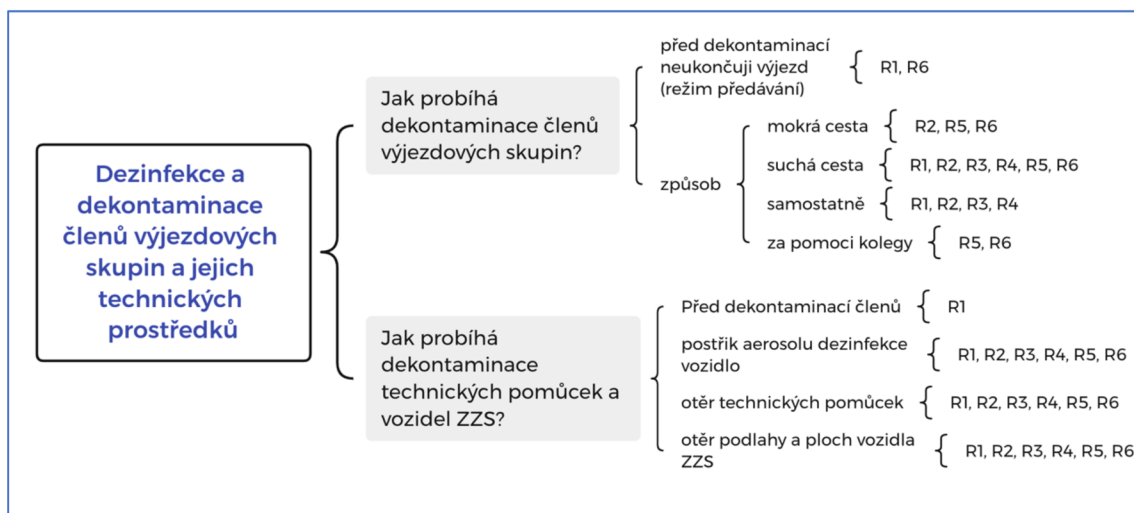 Dezinfekce a
dekontaminace
členů výjezdových
skupin a jejich
technických
prostředků
Jak probíhá
dekontaminace členů
výjezdových skupin?
před dekontaminací
neukončuji výjezd
(režim předávání)
R1, R6
způsob
mokrá cesta
R2, R5, R6
suchá cesta
R1, R2, R3, R4, R5, R6
samostatně
R1, R2, R3, R4
za pomoci kolegy
R5, R6
Jak probíhá
dekontaminace
technických pomůcek a
vozidel ZZS?
Před dekontaminací členů
R1
postřik aerosolu dezinfekce
vozidlo
R1, R2, R3, R4, R5, R6
otěr technických pomůcek
R1, R2, R3, R4, R5, R6
otěr podlahy a ploch vozidla
ZZS
R1, R2, R3, R4, R5, R6